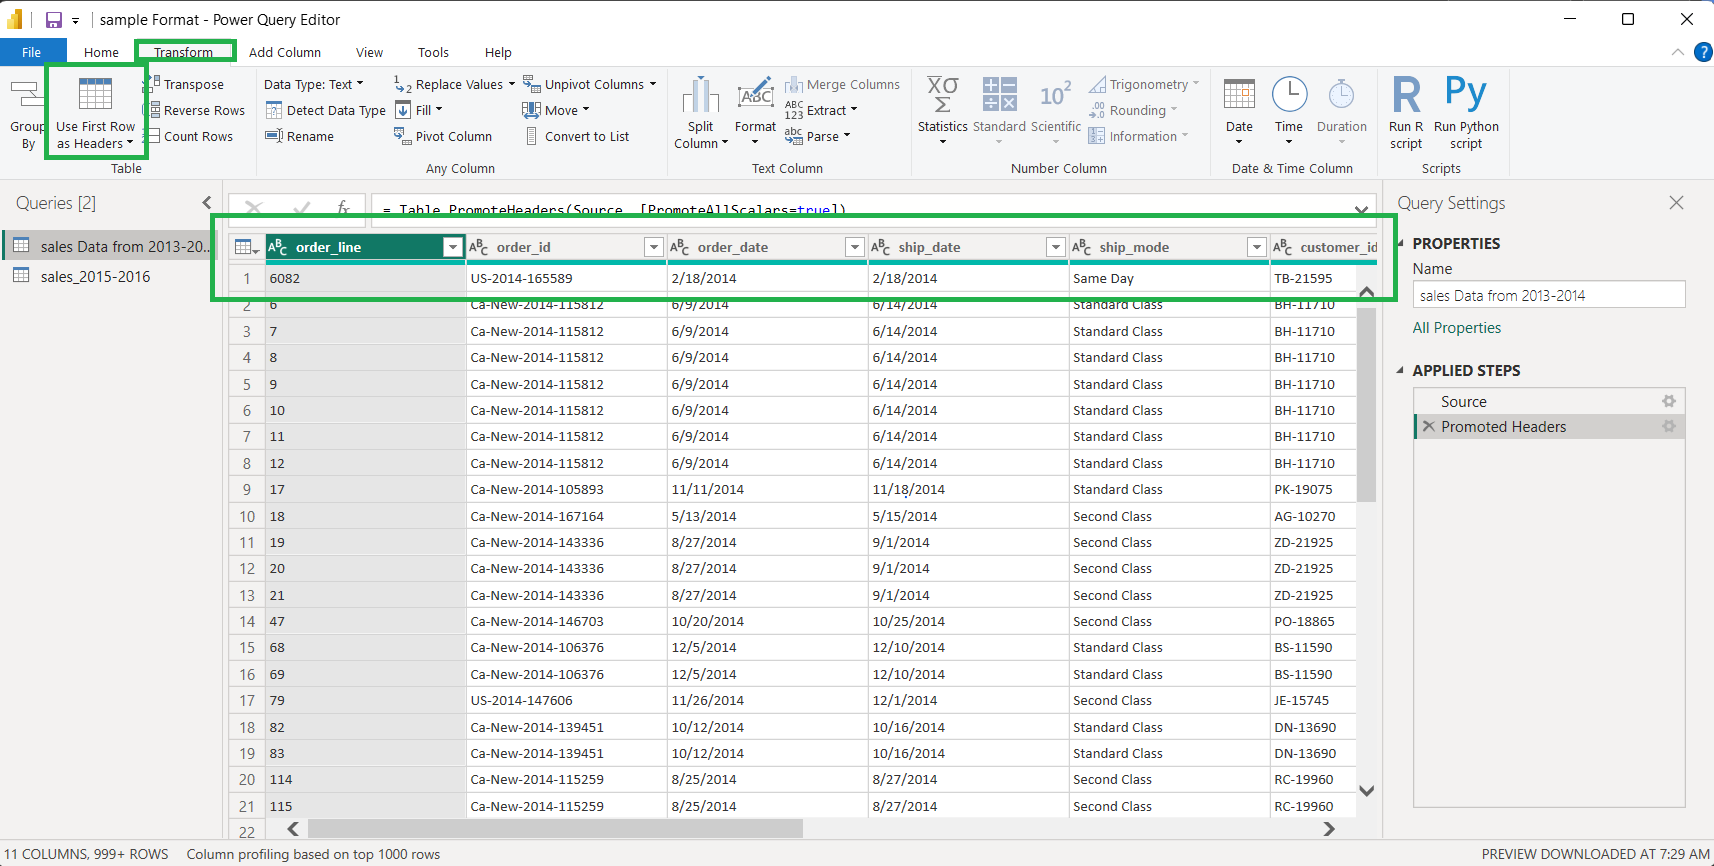 sample Format - Power Query Editor
File Home Transform Add Column View Tools Help
Group By
Use First Row as Headers
Transpose
Reverse Rows
Count Rows
Table
Data Type: Text
Detect Data Type
Rename
Replace Values
Fill
Pivot Column
Unpivot Columns
Move
Convert to List
Any Column
Split Column
Format
Merge Columns
Extract
Parse
Text Column
Statistics
Standard
Scientific
Trigonometry
Rounding
Information
Number Column
Date
Time
Duration
Date & Time Column
Run R script
Run Python script
Scripts
Queries [2]
sales Data from 2013-20...
sales_2015-2016
= Table.PromoteHeaders(Source, [PromoteAllScalars=true])
order_line order_id order_date ship_date ship_mode customer_id
1 6082 US-2014-165589 2/18/2014 2/18/2014 Same Day TB-21595
2 6 Ca-New-2014-115812 6/9/2014 6/14/2014 Standard Class BH-11710
3 7 Ca-New-2014-115812 6/9/2014 6/14/2014 Standard Class BH-11710
4 8 Ca-New-2014-115812 6/9/2014 6/14/2014 Standard Class BH-11710
5 9 Ca-New-2014-115812 6/9/2014 6/14/2014 Standard Class BH-11710
6 10 Ca-New-2014-115812 6/9/2014 6/14/2014 Standard Class BH-11710
7 11 Ca-New-2014-115812 6/9/2014 6/14/2014 Standard Class BH-11710
8 12 Ca-New-2014-115812 6/9/2014 6/14/2014 Standard Class BH-11710
9 17 Ca-New-2014-105893 11/11/2014 11/18/2014 Standard Class PK-19075
10 18 Ca-New-2014-167164 5/13/2014 5/15/2014 Second Class AG-10270
11 19 Ca-New-2014-143336 8/27/2014 9/1/2014 Second Class ZD-21925
12 20 Ca-New-2014-143336 8/27/2014 9/1/2014 Second Class ZD-21925
13 21 Ca-New-2014-143336 8/27/2014 9/1/2014 Second Class ZD-21925
14 47 Ca-New-2014-146703 10/20/2014 10/25/2014 Second Class PO-18865
15 68 Ca-New-2014-106376 12/5/2014 12/10/2014 Standard Class BS-11590
16 69 Ca-New-2014-106376 12/5/2014 12/10/2014 Standard Class BS-11590
17 79 US-2014-147606 11/26/2014 12/1/2014 Second Class JE-15745
18 82 Ca-New-2014-139451 10/12/2014 10/16/2014 Standard Class DN-13690
19 83 Ca-New-2014-139451 10/12/2014 10/16/2014 Standard Class DN-13690
20 114 Ca-New-2014-115259 8/25/2014 8/27/2014 Second Class RC-19960
21 115 Ca-New-2014-115259 8/25/2014 8/27/2014 Second Class RC-19960
22
Query Settings
PROPERTIES
Name
sales Data from 2013-2014
All Properties
APPLIED STEPS
Source
Promoted Headers
11 COLUMNS, 999+ ROWS Column profiling based on top 1000 rows
PREVIEW DOWNLOADED AT 7:29 AM